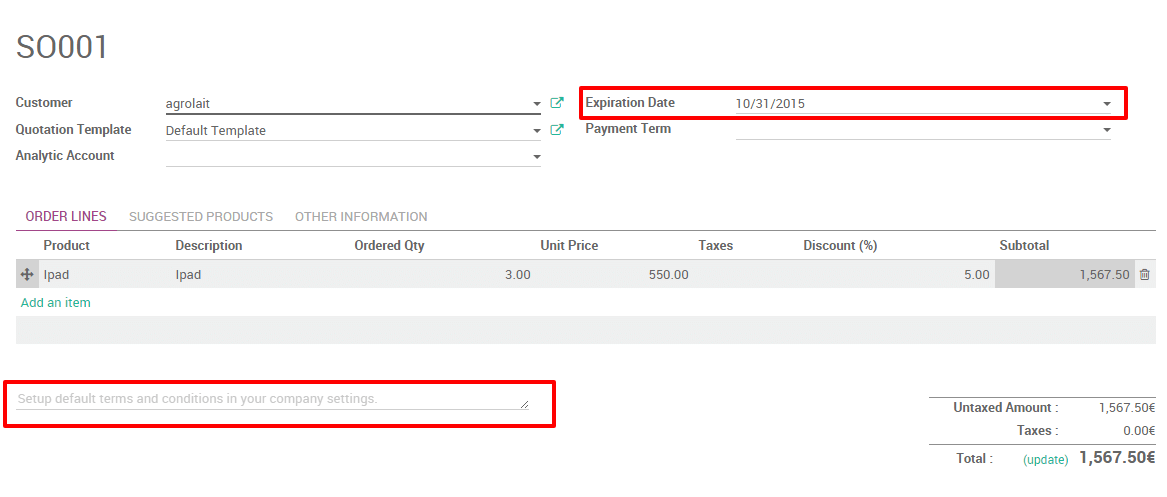 SO001
Customer agrolait Expiration Date 10/31/2015
Quotation Template Default Template Payment Term
Analytic Account
ORDER LINES SUGGESTED PRODUCTS OTHER INFORMATION
Product Description Ordered Qty Unit Price Taxes Discount (%) Subtotal
Ipad Ipad 3.00 550.00 5.00 1,567.50
Add an item
Setup default terms and conditions in your company settings.
Untaxed Amount : 1,567.50€
Taxes : 0.00€
Total : (update) 1,567.50€